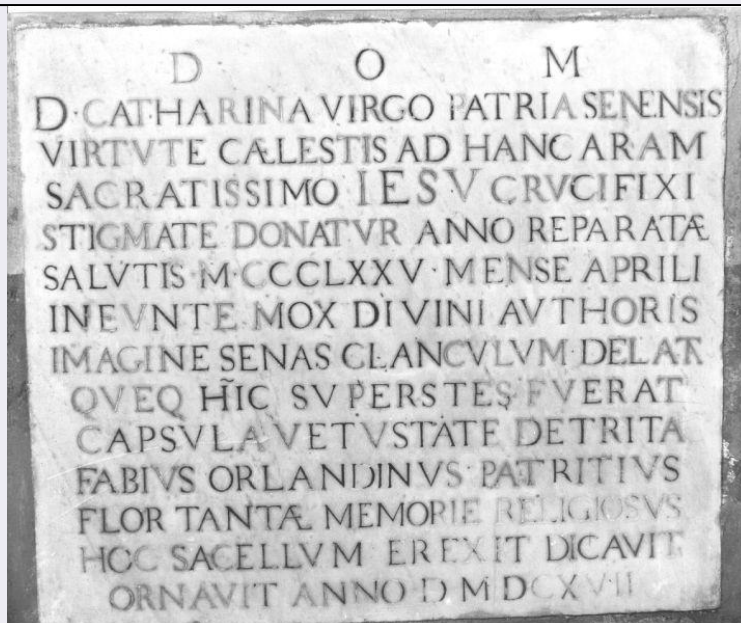 D O M
D·CATHARINA VIRGO PATRIA SENENSIS
VIRTVTE CÆLESTIS AD HANC ARAM
SACRATISSIMO IESV CRVCIFIXI
STIGMATE DONATVR ANNO REPARATÆ
SALVTIS·M·CCCLXXV·MENSE APRILI
INEVNTE·MOX DIVINI AVTHORIS
IMAGINE SENAS CLANCVLVM·DELAT
QVEQ HĨC SVPERSTES·FVERAT
CAPSVLA VETVSTATE DETRITA
FABIVS ORLANDINVS·PATRITIVS
FLOR TANTÆ MEMORIE RELIGIOSVS
HOC SACELLVM EREXIT DICAVIT
ORNAVIT ANNO D MDCXVII